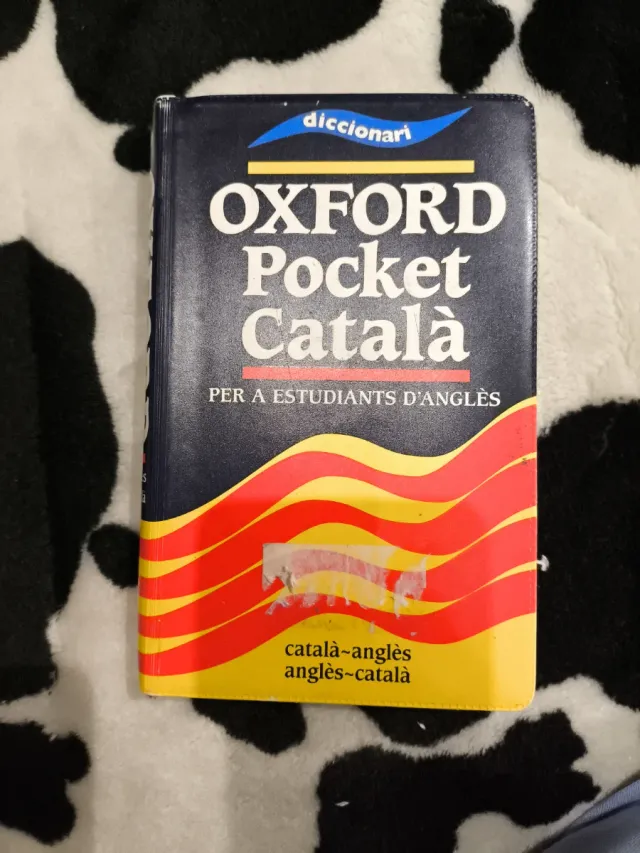 diccionari
OXFORD
Pocket
Català
PER A ESTUDIANTS D'ANGLÈS
català~anglès
anglès~català